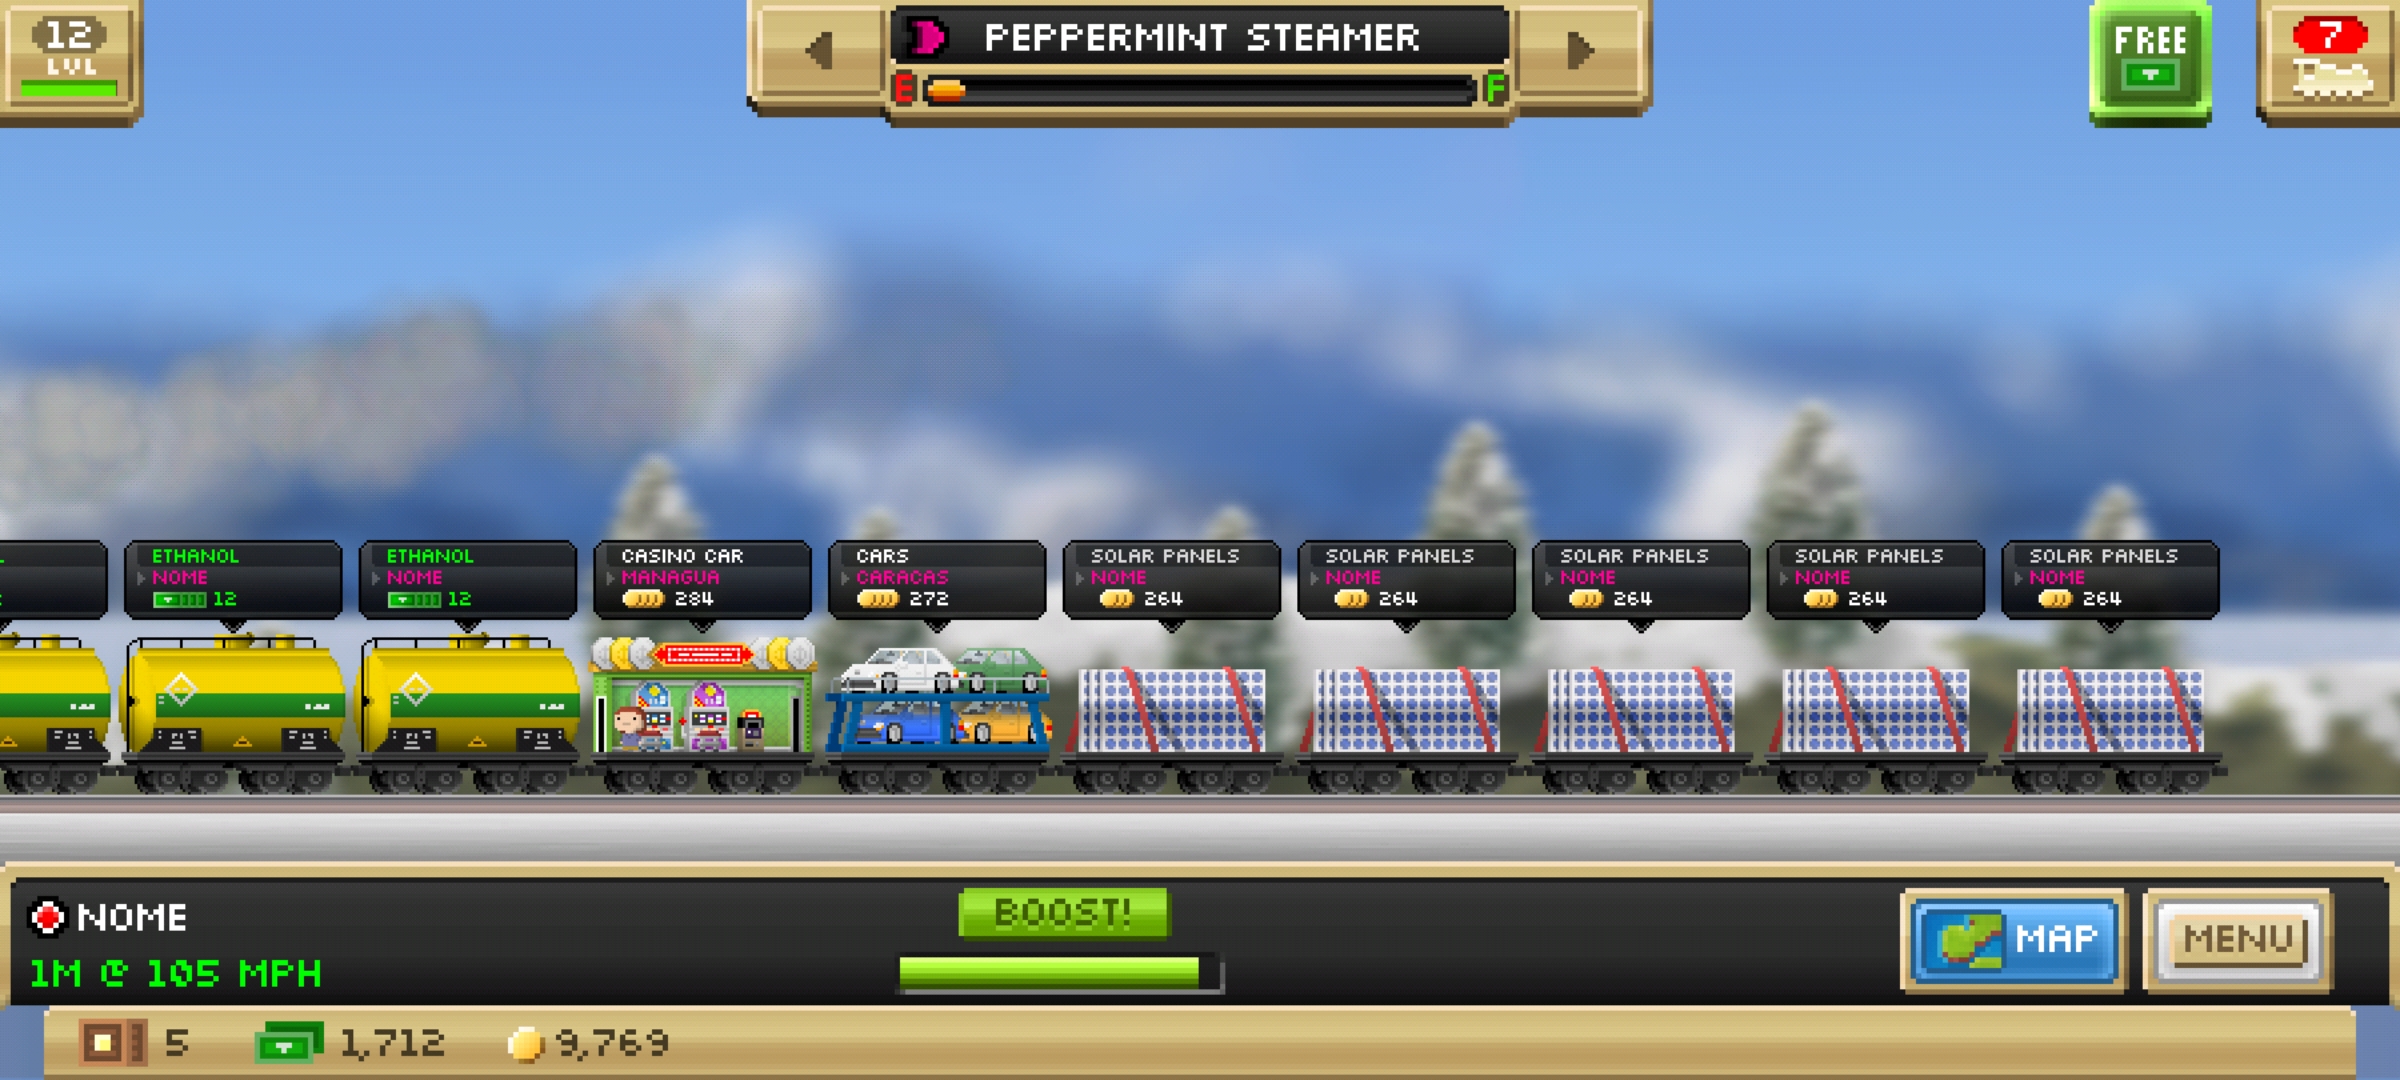 12
LVL
PEPPERMINT STEAMER
E F
FREE
7
ETHANOL
NOME
12
ETHANOL
NOME
12
CASINO CAR
MANAGUA
284
CARS
CARACAS
272
SOLAR PANELS
NOME
264
SOLAR PANELS
NOME
264
SOLAR PANELS
NOME
264
SOLAR PANELS
NOME
264
SOLAR PANELS
NOME
264
NOME
1M @ 105 MPH
BOOST!
MAP
MENU
5
1,712
9,769